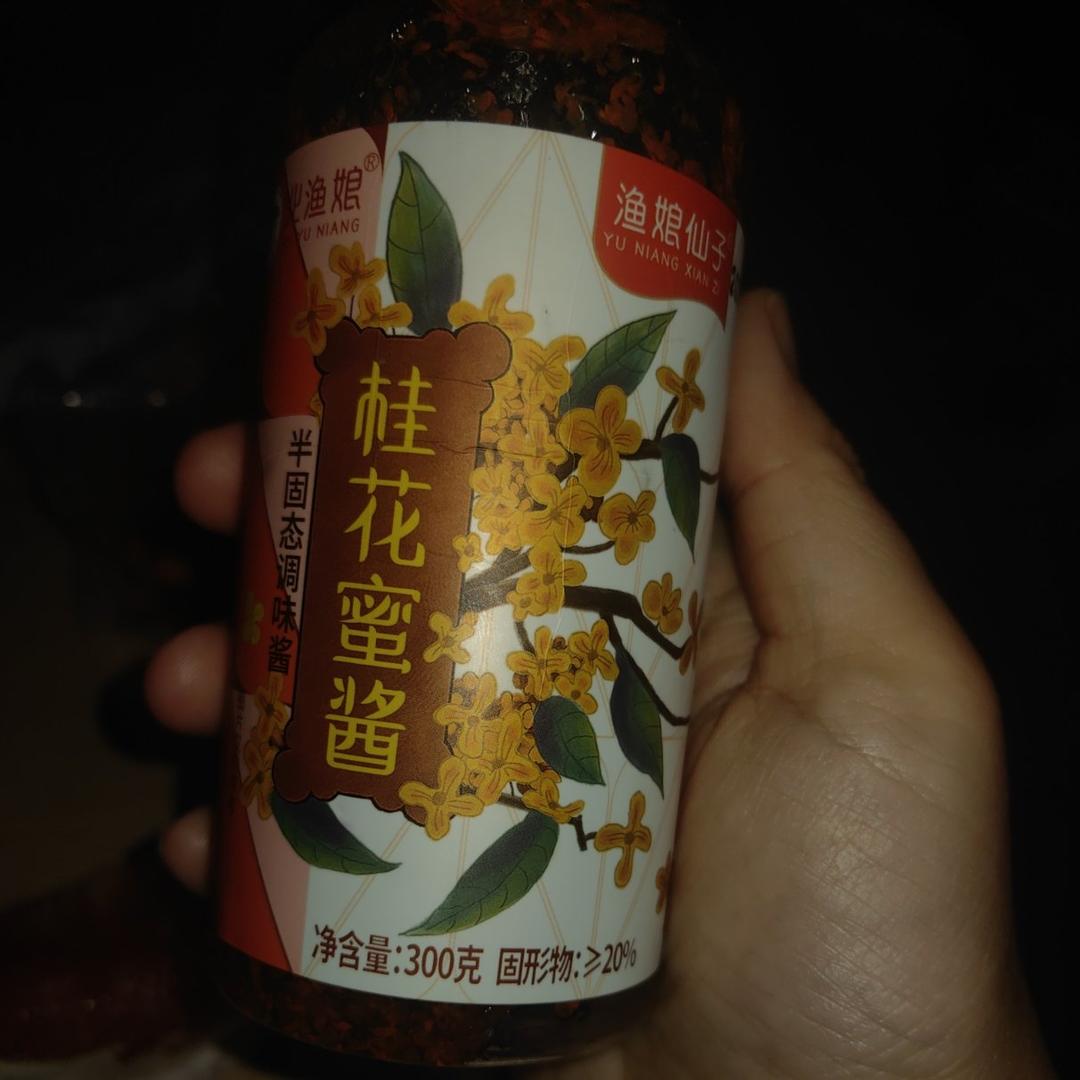 渔娘®
YU NIANG
渔娘仙子
YU NIANG XIAN ZI
桂花蜜酱
半固态调味酱
净含量:300克 固形物:≥20%